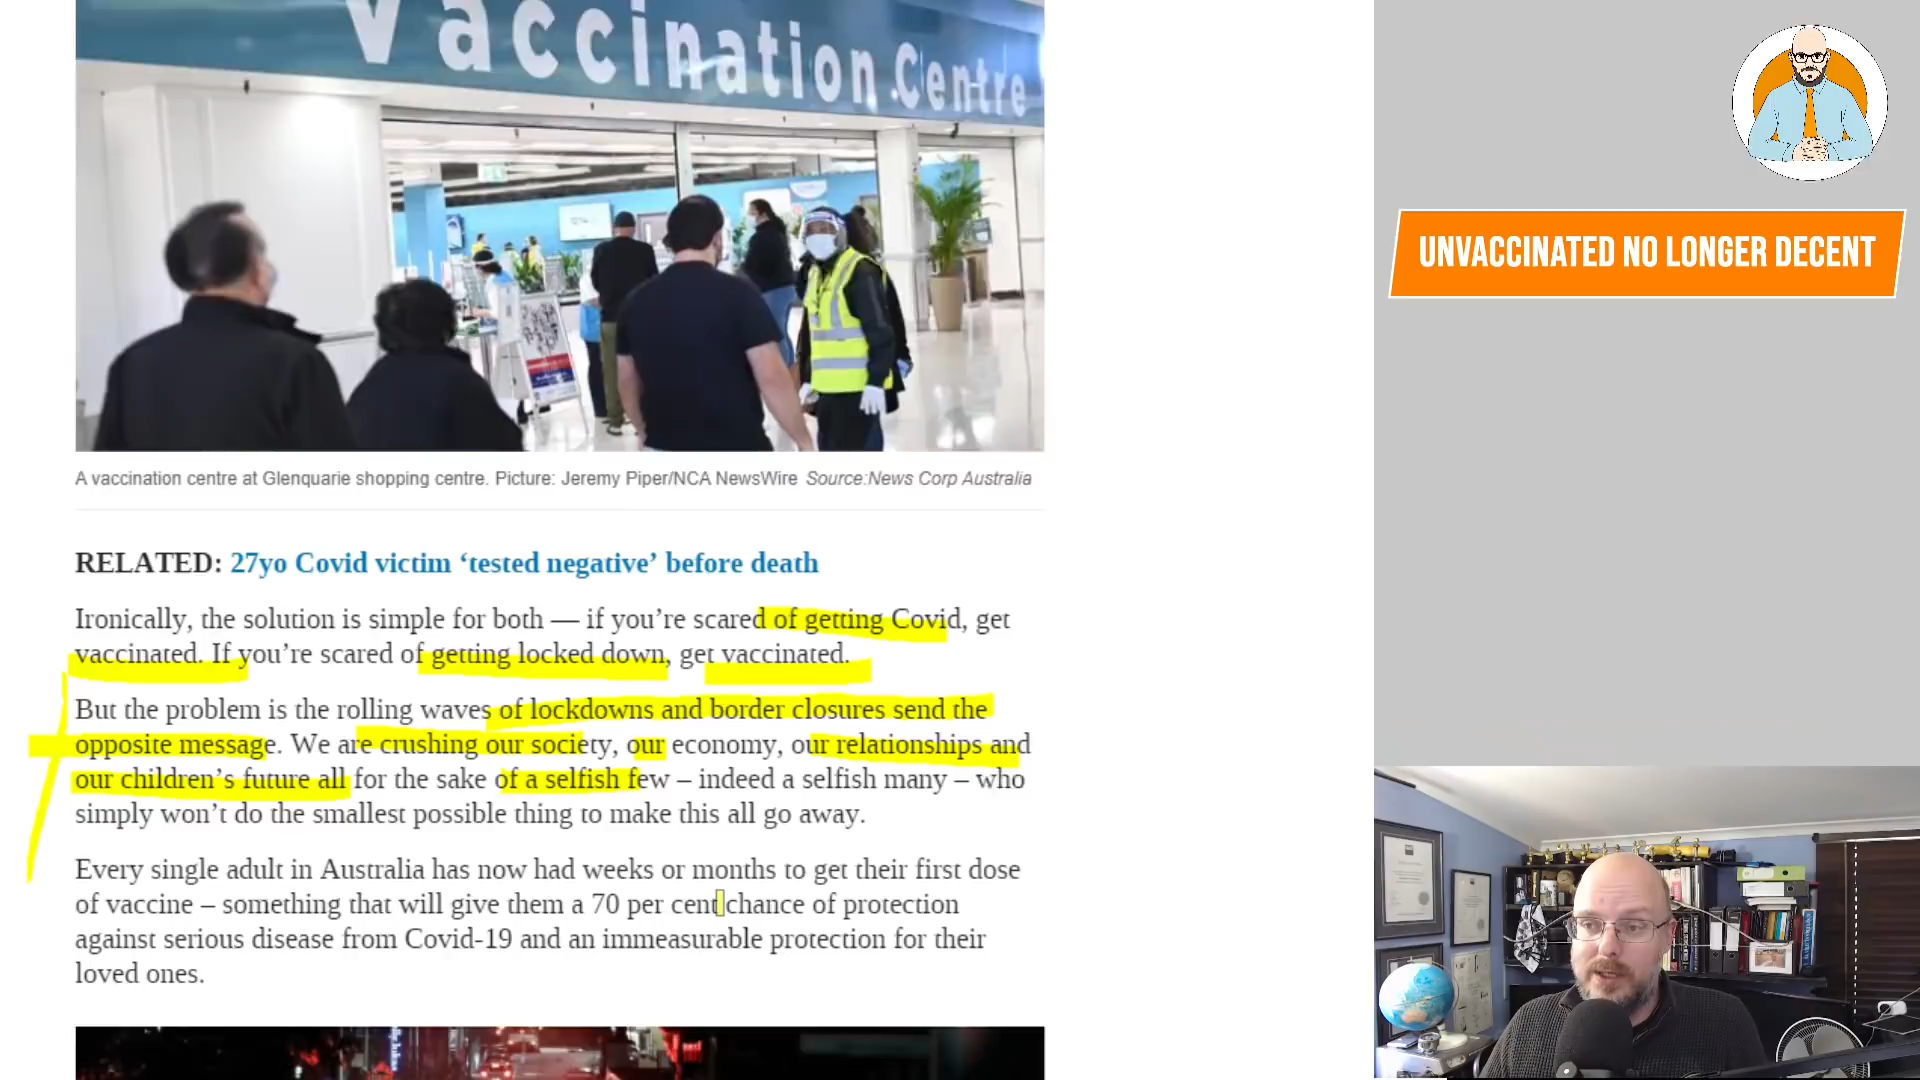 Vaccination Centre
UNVACCINATED NO LONGER DECENT
A vaccination centre at Glenquarie shopping centre. Picture: Jeremy Piper/NCA NewsWire Source:News Corp Australia
RELATED: 27yo Covid victim ‘tested negative’ before death
Ironically, the solution is simple for both — if you’re scared of getting Covid, get
vaccinated. If you’re scared of getting locked down, get vaccinated.
But the problem is the rolling waves of lockdowns and border closures send the
opposite message. We are crushing our society, our economy, our relationships and
our children’s future all for the sake of a selfish few – indeed a selfish many – who
simply won’t do the smallest possible thing to make this all go away.
Every single adult in Australia has now had weeks or months to get their first dose
of vaccine – something that will give them a 70 per cent chance of protection
against serious disease from Covid-19 and an immeasurable protection for their
loved ones.